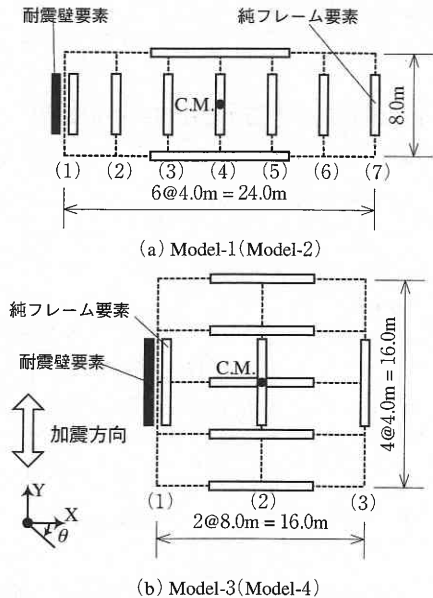 耐震壁要素
純フレーム要素
C.M.
8.0m
(1) (2) (3) (4) (5) (6) (7)
6@4.0m = 24.0m
(a) Model-1(Model-2)
純フレーム要素
耐震壁要素
C.M.
加震方向
4@4.0m = 16.0m
Y
X
θ
(1) (2) (3)
2@8.0m = 16.0m
(b) Model-3(Model-4)